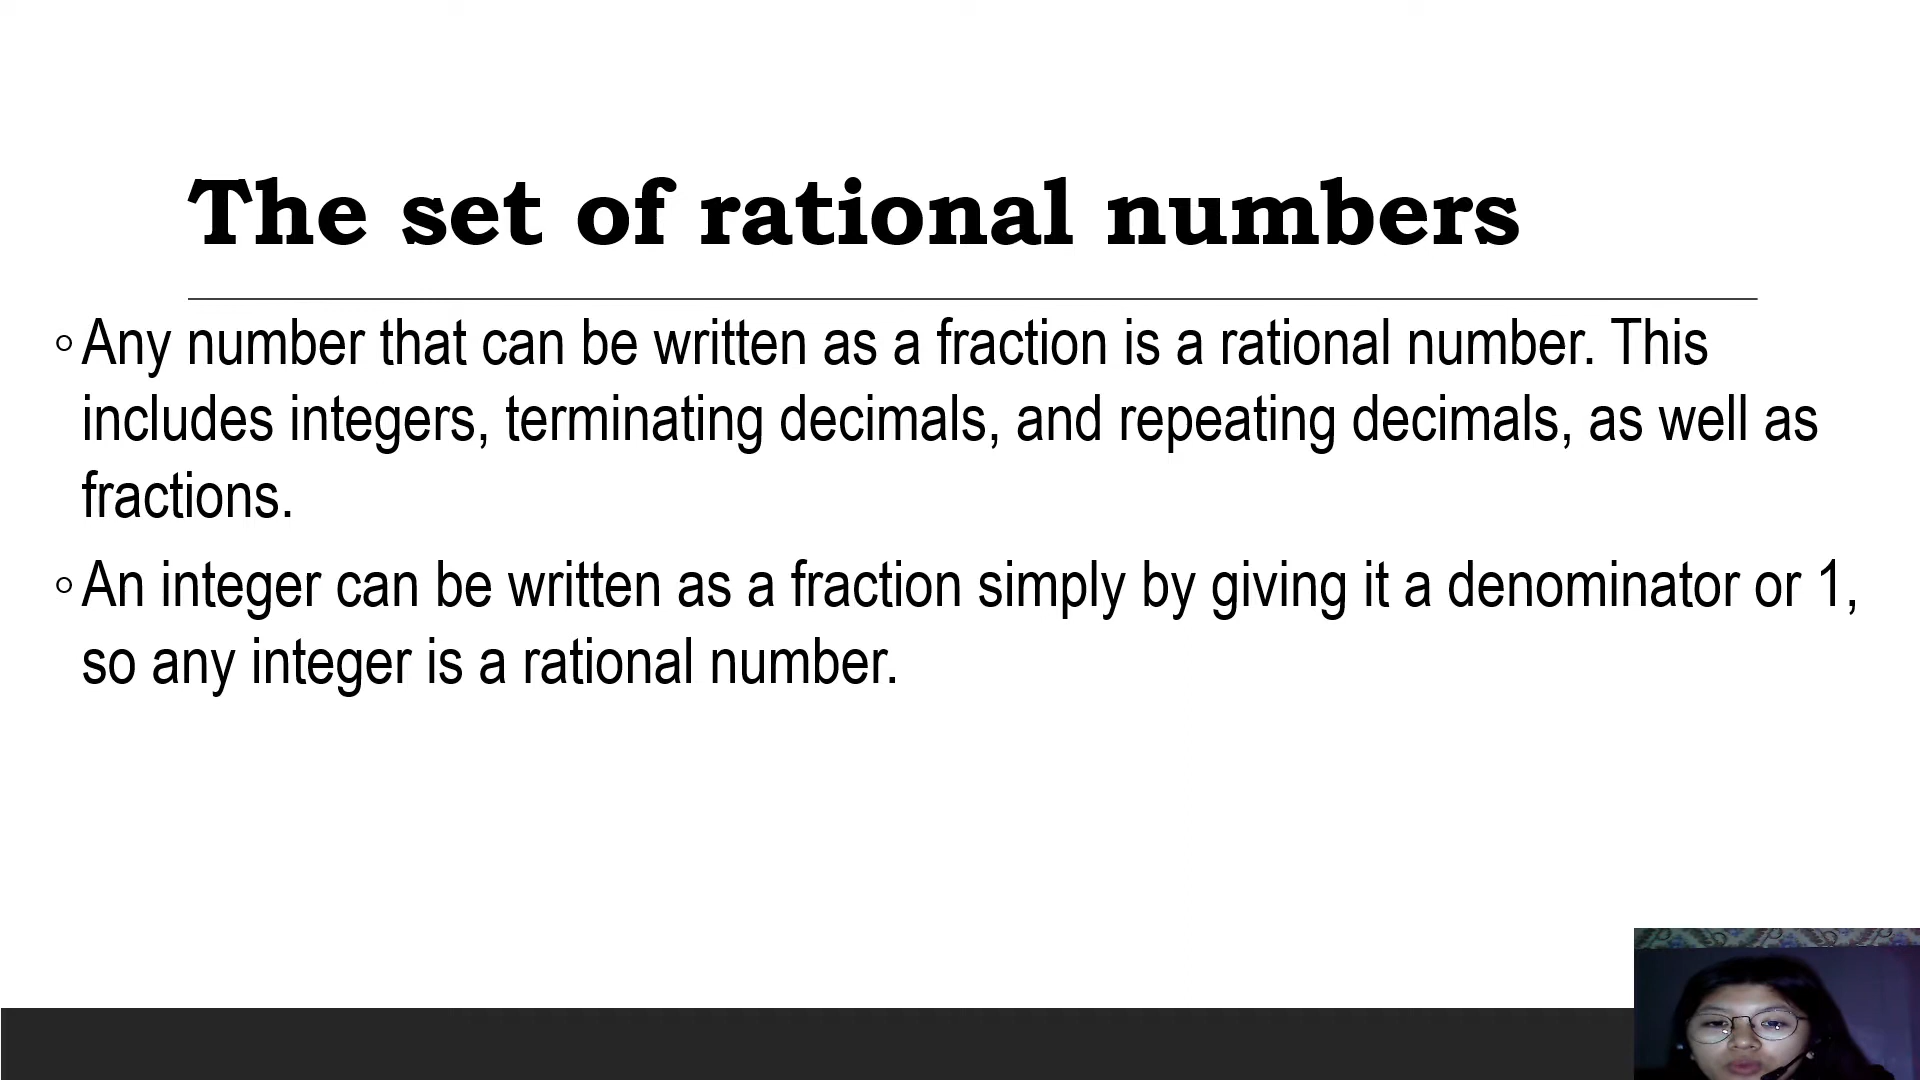 The set of rational numbers
◦Any number that can be written as a fraction is a rational number. This
includes integers, terminating decimals, and repeating decimals, as well as
fractions.
◦An integer can be written as a fraction simply by giving it a denominator or 1,
so any integer is a rational number.